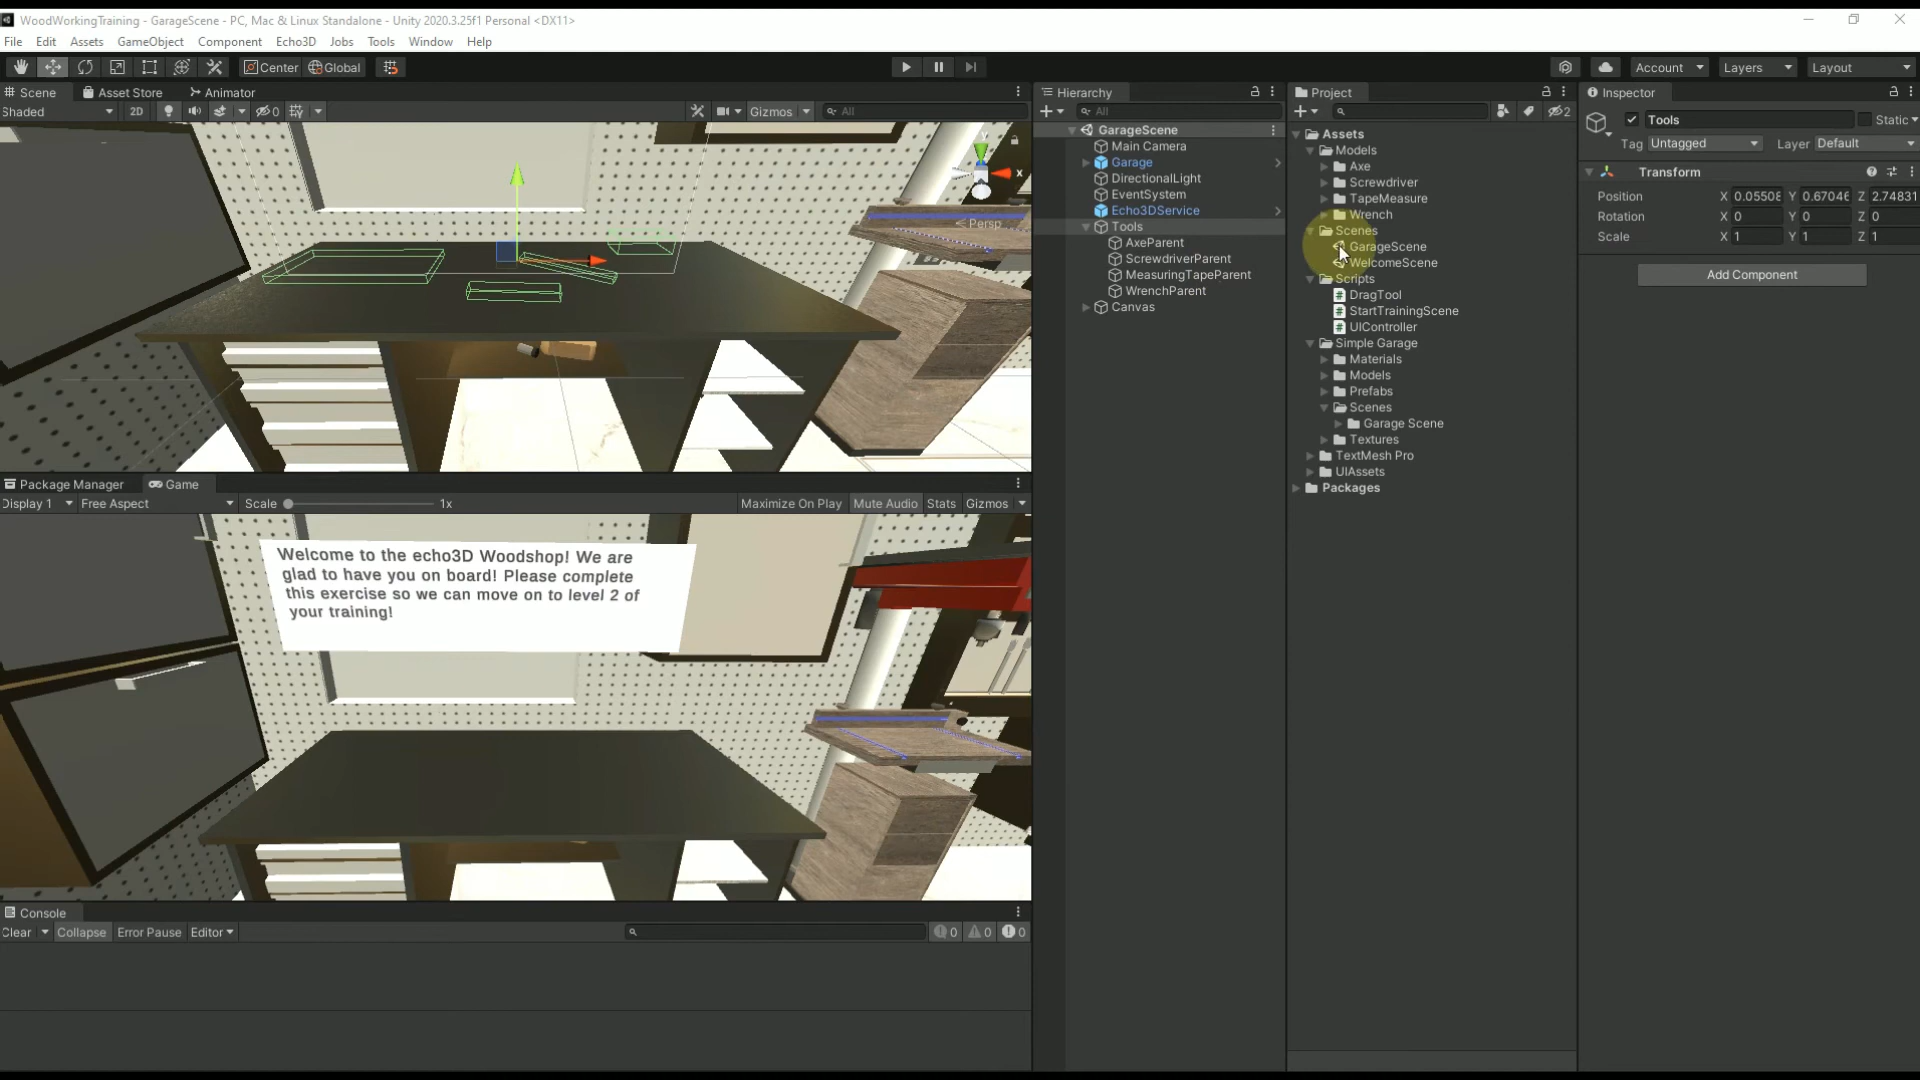 WoodWorkingTraining - GarageScene - PC, Mac & Linux Standalone - Unity 2020.3.25f1 Personal <DX11>
File Edit Assets GameObject Component Echo3D Jobs Tools Window Help
Center Global Account Layers Layout
Scene Asset Store Animator
Shaded 2D 0 Gizmos All
y
x
Persp
Package Manager Game
Display 1 Free Aspect Scale 1x Maximize On Play Mute Audio Stats Gizmos
Welcome to the echo3D Woodshop! We are
glad to have you on board! Please complete
this exercise so we can move on to level 2 of
your training!
Console
Clear Collapse Error Pause Editor 0 0 0
Hierarchy
All
GarageScene
Main Camera
Garage
DirectionalLight
EventSystem
Echo3DService
Tools
AxeParent
ScrewdriverParent
MeasuringTapeParent
WrenchParent
Canvas
Project
2
Assets
Models
Axe
Screwdriver
TapeMeasure
Wrench
Scenes
GarageScene
WelcomeScene
Scripts
DragTool
StartTrainingScene
UIController
Simple Garage
Materials
Models
Prefabs
Scenes
Garage Scene
Textures
TextMesh Pro
UIAssets
Packages
Inspector
Tools Static
Tag Untagged Layer Default
Transform
Position X 0.05508 Y 0.67046 Z 2.74831
Rotation X 0 Y 0 Z 0
Scale X 1 Y 1 Z 1
Add Component